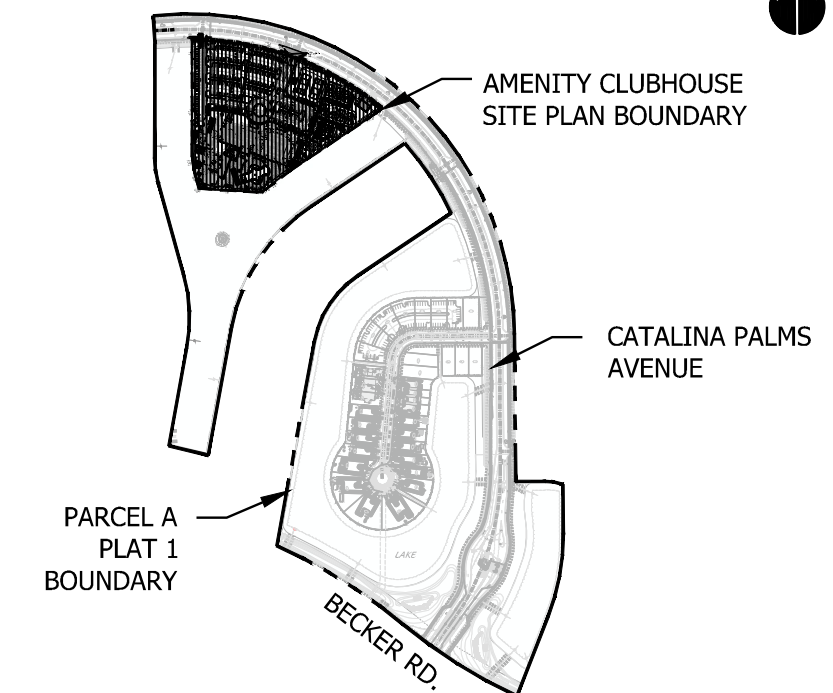 AMENITY CLUBHOUSE
SITE PLAN BOUNDARY
CATALINA PALMS
AVENUE
PARCEL A
PLAT 1
BOUNDARY
LAKE
BECKER RD.